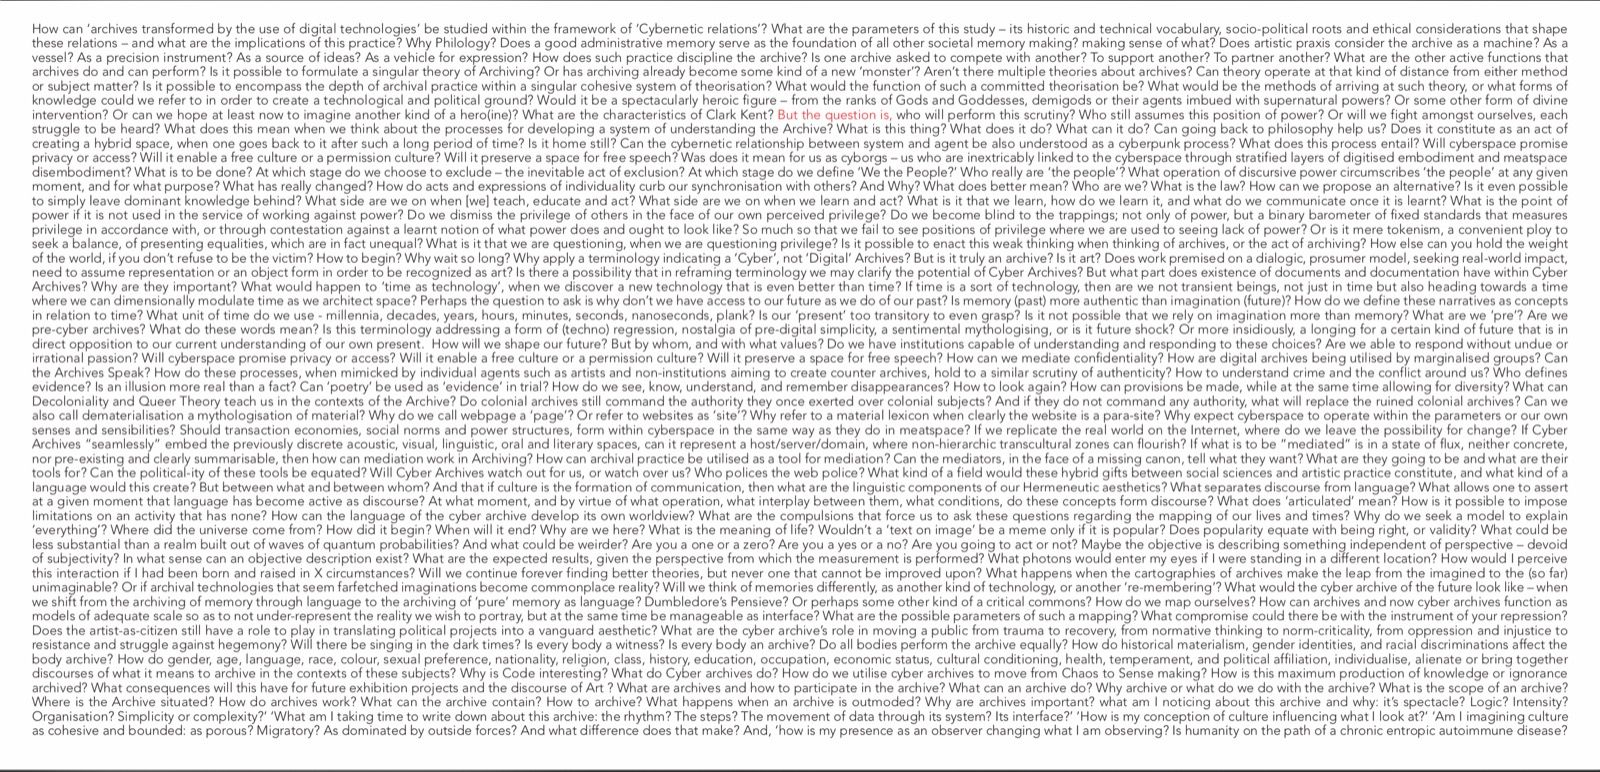 How can ‘archives transformed by the use of digital technologies’ be studied within the framework of ‘Cybernetic relations’? What are the parameters of this study – its historic and technical vocabulary, socio-political roots and ethical considerations that shape
these relations – and what are the implications of this practice? Why Philology? Does a good administrative memory serve as the foundation of all other societal memory making? making sense of what? Does artistic praxis consider the archive as a machine? As a
vessel? As a precision instrument? As a source of ideas? As a vehicle for expression? How does such practice discipline the archive? Is one archive asked to compete with another? To support another? To partner another? What are the other active functions that
archives do and can perform? Is it possible to formulate a singular theory of Archiving? Or has archiving already become some kind of a new ‘monster’? Aren’t there multiple theories about archives? Can theory operate at that kind of distance from either method
or subject matter? Is it possible to encompass the depth of archival practice within a singular cohesive system of theorisation? What would the function of such a committed theorisation be? What would be the methods of arriving at such theory, or what forms of
knowledge could we refer to in order to create a technological and political ground? Would it be a spectacularly heroic figure – from the ranks of Gods and Goddesses, demigods or their agents imbued with supernatural powers? Or some other form of divine
intervention? Or can we hope at least now to imagine another kind of a hero(ine)? What are the characteristics of Clark Kent? But the question is, who will perform this scrutiny? Who still assumes this position of power? Or will we fight amongst ourselves, each
struggle to be heard? What does this mean when we think about the processes for developing a system of understanding the Archive? What is this thing? What does it do? What can it do? Can going back to philosophy help us? Does it constitute as an act of
creating a hybrid space, when one goes back to it after such a long period of time? Is it home still? Can the cybernetic relationship between system and agent be also understood as a cyberpunk process? What does this process entail? Will cyberspace promise
privacy or access? Will it enable a free culture or a permission culture? Will it preserve a space for free speech? Was does it mean for us as cyborgs – us who are inextricably linked to the cyberspace through stratified layers of digitised embodiment and meatspace
disembodiment? What is to be done? At which stage do we choose to exclude – the inevitable act of exclusion? At which stage do we define ‘We the People?’ Who really are ‘the people’? What operation of discursive power circumscribes ‘the people’ at any given
moment, and for what purpose? What has really changed? How do acts and expressions of individuality curb our synchronisation with others? And Why? What does better mean? Who are we? What is the law? How can we propose an alternative? Is it even possible
to simply leave dominant knowledge behind? What side are we on when [we] teach, educate and act? What side are we on when we learn and act? What is it that we learn, how do we learn it, and what do we communicate once it is learnt? What is the point of
power if it is not used in the service of working against power? Do we dismiss the privilege of others in the face of our own perceived privilege? Do we become blind to the trappings; not only of power, but a binary barometer of fixed standards that measures
privilege in accordance with, or through contestation against a learnt notion of what power does and ought to look like? So much so that we fail to see positions of privilege where we are used to seeing lack of power? Or is it mere tokenism, a convenient ploy to
seek a balance, of presenting equalities, which are in fact unequal? What is it that we are questioning, when we are questioning privilege? Is it possible to enact this weak thinking when thinking of archives, or the act of archiving? How else can you hold the weight
of the world, if you don’t refuse to be the victim? How to begin? Why wait so long? Why apply a terminology indicating a ‘Cyber’, not ‘Digital’ Archives? But is it truly an archive? Is it art? Does work premised on a dialogic, prosumer model, seeking real-world impact,
need to assume representation or an object form in order to be recognized as art? Is there a possibility that in reframing terminology we may clarify the potential of Cyber Archives? But what part does existence of documents and documentation have within Cyber
Archives? Why are they important? What would happen to ‘time as technology’, when we discover a new technology that is even better than time? If time is a sort of technology, then are we not transient beings, not just in time but also heading towards a time
where we can dimensionally modulate time as we architect space? Perhaps the question to ask is why don’t we have access to our future as we do of our past? Is memory (past) more authentic than imagination (future)? How do we define these narratives as concepts
in relation to time? What unit of time do we use - millennia, decades, years, hours, minutes, seconds, nanoseconds, plank? Is our ‘present’ too transitory to even grasp? Is it not possible that we rely on imagination more than memory? What are we ‘pre’? Are we
pre-cyber archives? What do these words mean? Is this terminology addressing a form of (techno) regression, nostalgia of pre-digital simplicity, a sentimental mythologising, or is it future shock? Or more insidiously, a longing for a certain kind of future that is in
direct opposition to our current understanding of our own present. How will we shape our future? But by whom, and with what values? Do we have institutions capable of understanding and responding to these choices? Are we able to respond without undue or
irrational passion? Will cyberspace promise privacy or access? Will it enable a free culture or a permission culture? Will it preserve a space for free speech? How can we mediate confidentiality? How are digital archives being utilised by marginalised groups? Can
the Archives Speak? How do these processes, when mimicked by individual agents such as artists and non-institutions aiming to create counter archives, hold to a similar scrutiny of authenticity? How to understand crime and the conflict around us? Who defines
evidence? Is an illusion more real than a fact? Can ‘poetry’ be used as ‘evidence’ in trial? How do we see, know, understand, and remember disappearances? How to look again? How can provisions be made, while at the same time allowing for diversity? What can
Decoloniality and Queer Theory teach us in the contexts of the Archive? Do colonial archives still command the authority they once exerted over colonial subjects? And if they do not command any authority, what will replace the ruined colonial archives? Can we
also call dematerialisation a mythologisation of material? Why do we call webpage a ‘page’? Or refer to websites as ‘site’? Why refer to a material lexicon when clearly the website is a para-site? Why expect cyberspace to operate within the parameters or our own
senses and sensibilities? Should transaction economies, social norms and power structures, form within cyberspace in the same way as they do in meatspace? If we replicate the real world on the Internet, where do we leave the possibility for change? If Cyber
Archives “seamlessly” embed the previously discrete acoustic, visual, linguistic, oral and literary spaces, can it represent a host/server/domain, where non-hierarchic transcultural zones can flourish? If what is to be “mediated” is in a state of flux, neither concrete,
nor pre-existing and clearly summarisable, then how can mediation work in Archiving? How can archival practice be utilised as a tool for mediation? Can the mediators, in the face of a missing canon, tell what they want? What are they going to be and what are their
tools for? Can the political-ity of these tools be equated? Will Cyber Archives watch out for us, or watch over us? Who polices the web police? What kind of a field would these hybrid gifts between social sciences and artistic practice constitute, and what kind of a
language would this create? But between what and between whom? And that if culture is the formation of communication, then what are the linguistic components of our Hermeneutic aesthetics? What separates discourse from language? What allows one to assert
at a given moment that language has become active as discourse? At what moment, and by virtue of what operation, what interplay between them, what conditions, do these concepts form discourse? What does ‘articulated’ mean? How is it possible to impose
limitations on an activity that has none? How can the language of the cyber archive develop its own worldview? What are the compulsions that force us to ask these questions regarding the mapping of our lives and times? Why do we seek a model to explain
‘everything’? Where did the universe come from? How did it begin? When will it end? Why are we here? What is the meaning of life? Wouldn’t a ‘text on image’ be a meme only if it is popular? Does popularity equate with being right, or validity? What could be
less substantial than a realm built out of waves of quantum probabilities? And what could be weirder? Are you a one or a zero? Are you a yes or a no? Are you going to act or not? Maybe the objective is describing something independent of perspective – devoid
of subjectivity? In what sense can an objective description exist? What are the expected results, given the perspective from which the measurement is performed? What photons would enter my eyes if I were standing in a different location? How would I perceive
this interaction if I had been born and raised in X circumstances? Will we continue forever finding better theories, but never one that cannot be improved upon? What happens when the cartographies of archives make the leap from the imagined to the (so far)
unimaginable? Or if archival technologies that seem farfetched imaginations become commonplace reality? Will we think of memories differently, as another kind of technology, or another ‘re-membering’? What would the cyber archive of the future look like – when
we shift from the archiving of memory through language to the archiving of ‘pure’ memory as language? Dumbledore’s Pensieve? Or perhaps some other kind of a critical commons? How do we map ourselves? How can archives and now cyber archives function as
models of adequate scale so as to not under-represent the reality we wish to portray, but at the same time be manageable as interface? What are the possible parameters of such a mapping? What compromise could there be with the instrument of your repression?
Does the artist-as-citizen still have a role to play in translating political projects into a vanguard aesthetic? What are the cyber archive’s role in moving a public from trauma to recovery, from normative thinking to norm-criticality, from oppression and injustice to
resistance and struggle against hegemony? Will there be singing in the dark times? Is every body a witness? Is every body an archive? Do all bodies perform the archive equally? How do historical materialism, gender identities, and racial discriminations affect the
body archive? How do gender, age, language, race, colour, sexual preference, nationality, religion, class, history, education, occupation, economic status, cultural conditioning, health, temperament, and political affiliation, individualise, alienate or bring together
discourses of what it means to archive in the contexts of these subjects? Why is Code interesting? What do Cyber archives do? How do we utilise cyber archives to move from Chaos to Sense making? How is this maximum production of knowledge or ignorance
archived? What consequences will this have for future exhibition projects and the discourse of Art ? What are archives and how to participate in the archive? What can an archive do? Why archive or what do we do with the archive? What is the scope of an archive?
Where is the Archive situated? How do archives work? What can the archive contain? How to archive? What happens when an archive is outmoded? Why are archives important? what am I noticing about this archive and why: it’s spectacle? Logic? Intensity?
Organisation? Simplicity or complexity?’ ‘What am I taking time to write down about this archive: the rhythm? The steps? The movement of data through its system? Its interface?’ ‘How is my conception of culture influencing what I look at?’ ‘Am I imagining culture
as cohesive and bounded: as porous? Migratory? As dominated by outside forces? And what difference does that make? And, ‘how is my presence as an observer changing what I am observing? Is humanity on the path of a chronic entropic autoimmune disease?